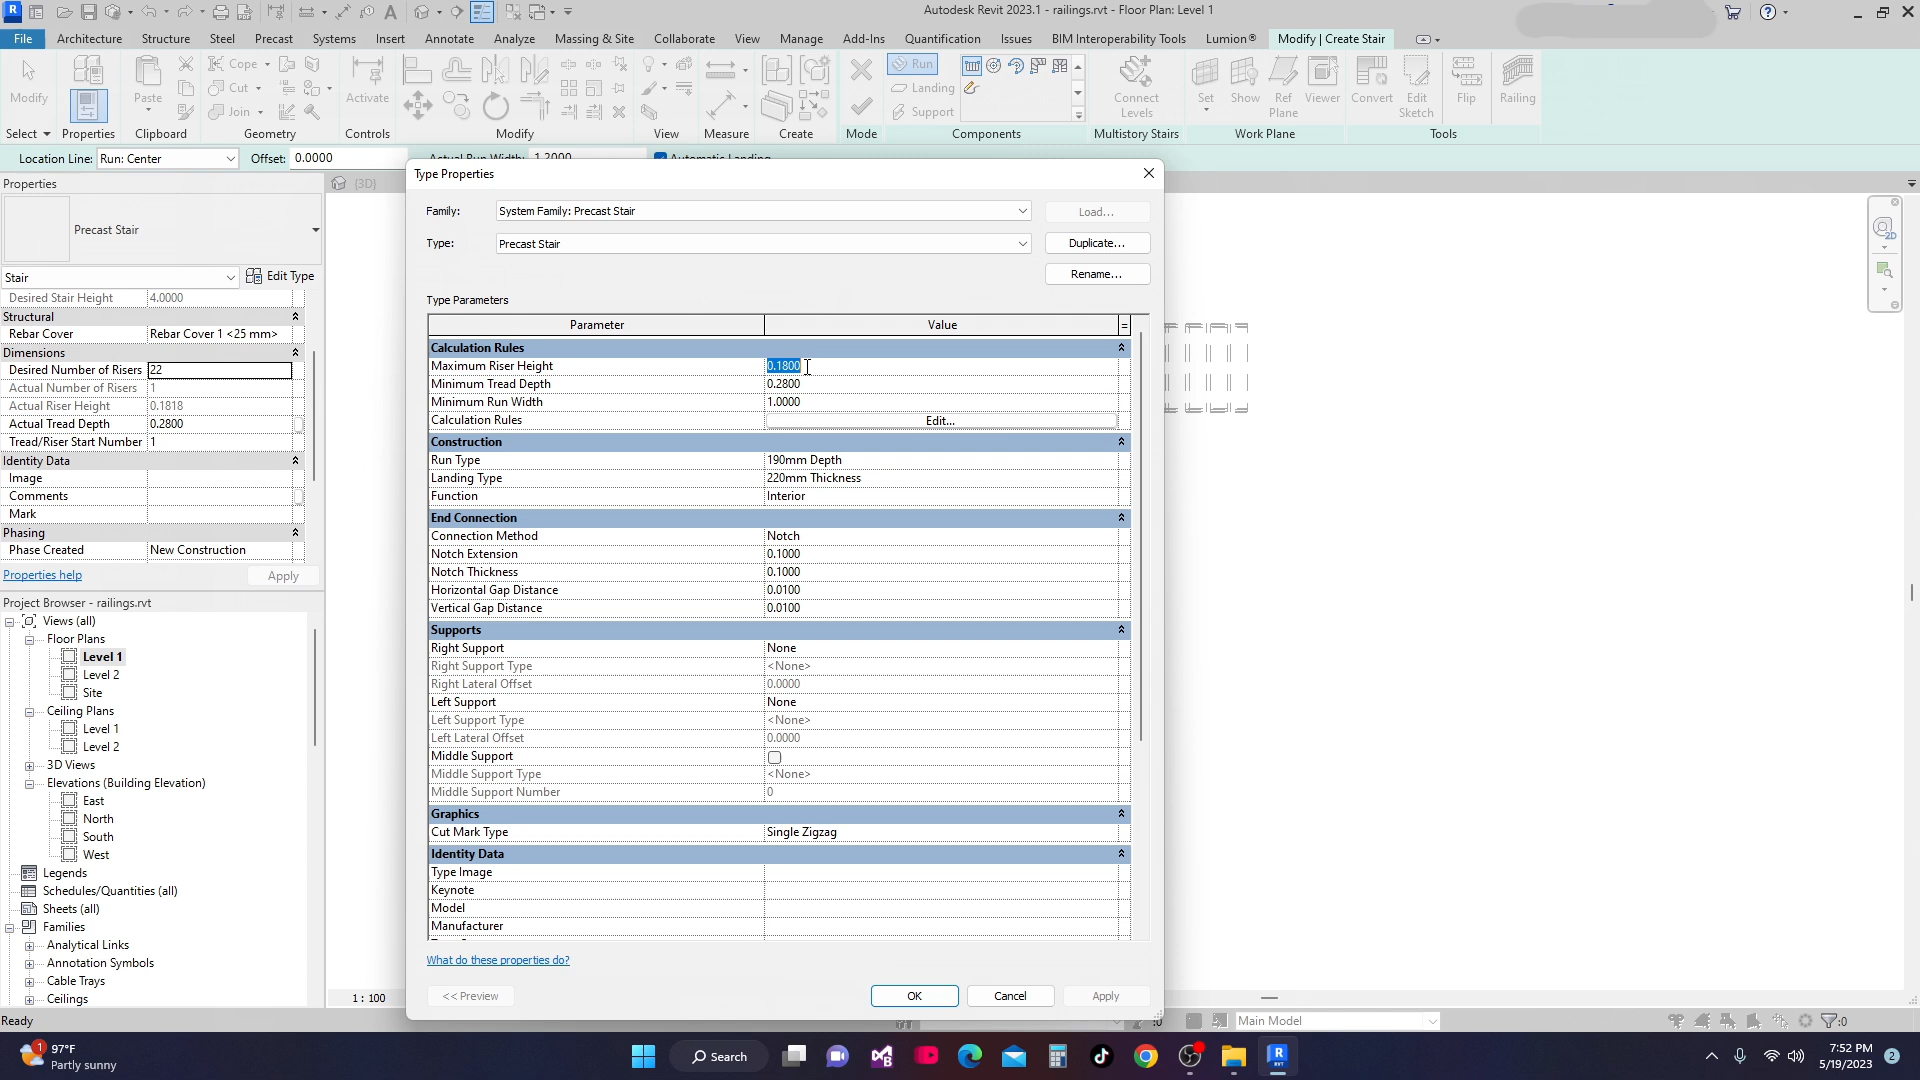 Autodesk Revit 2023.1 - railings.rvt - Floor Plan: Level 1
File Architecture Structure Steel Precast Systems Insert Annotate Analyze Massing & Site Collaborate View Manage Add-Ins Quantification Issues BIM Interoperability Tools Lumion® Modify | Create Stair
Cope Run
Cut Landing
Join Support
Modify Paste Activate Connect Levels Set Show Ref Plane Viewer Convert Edit Sketch Flip Railing
Select Properties Clipboard Geometry Controls Modify View Measure Create Mode Components Multistory Stairs Work Plane Tools
Location Line: Run: Center Offset: 0.0000 Actual Run Width: 1.2000 Automatic Landing
Properties
Precast Stair
Stair Edit Type
Desired Stair Height 4.0000
Structural
Rebar Cover Rebar Cover 1 <25 mm>
Dimensions
Desired Number of Risers 22
Actual Number of Risers 1
Actual Riser Height 0.1818
Actual Tread Depth 0.2800
Tread/Riser Start Number 1
Identity Data
Image
Comments
Mark
Phasing
Phase Created New Construction
Properties help Apply
Project Browser - railings.rvt
Views (all)
Floor Plans
Level 1
Level 2
Site
Ceiling Plans
Level 1
Level 2
3D Views
Elevations (Building Elevation)
East
North
South
West
Legends
Schedules/Quantities (all)
Sheets (all)
Families
Analytical Links
Annotation Symbols
Cable Trays
Ceilings
{3D}
Type Properties
Family: System Family: Precast Stair Load...
Type: Precast Stair Duplicate...
Rename...
Type Parameters
Parameter Value =
Calculation Rules
Maximum Riser Height 0.1800
Minimum Tread Depth 0.2800
Minimum Run Width 1.0000
Calculation Rules Edit...
Construction
Run Type 190mm Depth
Landing Type 220mm Thickness
Function Interior
End Connection
Connection Method Notch
Notch Extension 0.1000
Notch Thickness 0.1000
Horizontal Gap Distance 0.0100
Vertical Gap Distance 0.0100
Supports
Right Support None
Right Support Type <None>
Right Lateral Offset 0.0000
Left Support None
Left Support Type <None>
Left Lateral Offset 0.0000
Middle Support
Middle Support Type <None>
Middle Support Number 0
Graphics
Cut Mark Type Single Zigzag
Identity Data
Type Image
Keynote
Model
Manufacturer
What do these properties do?
<< Preview OK Cancel Apply
2D
1 : 100
Ready :0 Main Model :0
1 97°F
Partly sunny
Search
7:52 PM
5/19/2023
2